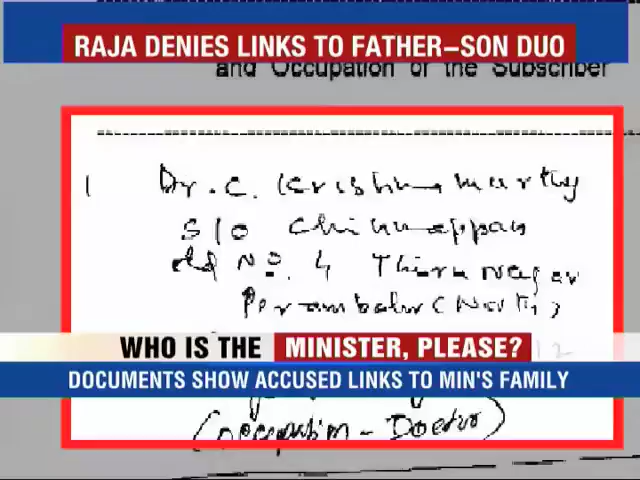 RAJA DENIES LINKS TO FATHER–SON DUO
and Occupation of the Subscriber
1 Dr. C. Krishnamurthy
S/O Chinnappan
old No. 4 Thiru Nagar
Perambalur (North)
WHO IS THE MINISTER, PLEASE?
12
DOCUMENTS SHOW ACCUSED LINKS TO MIN'S FAMILY
(Occupation - Doctor)